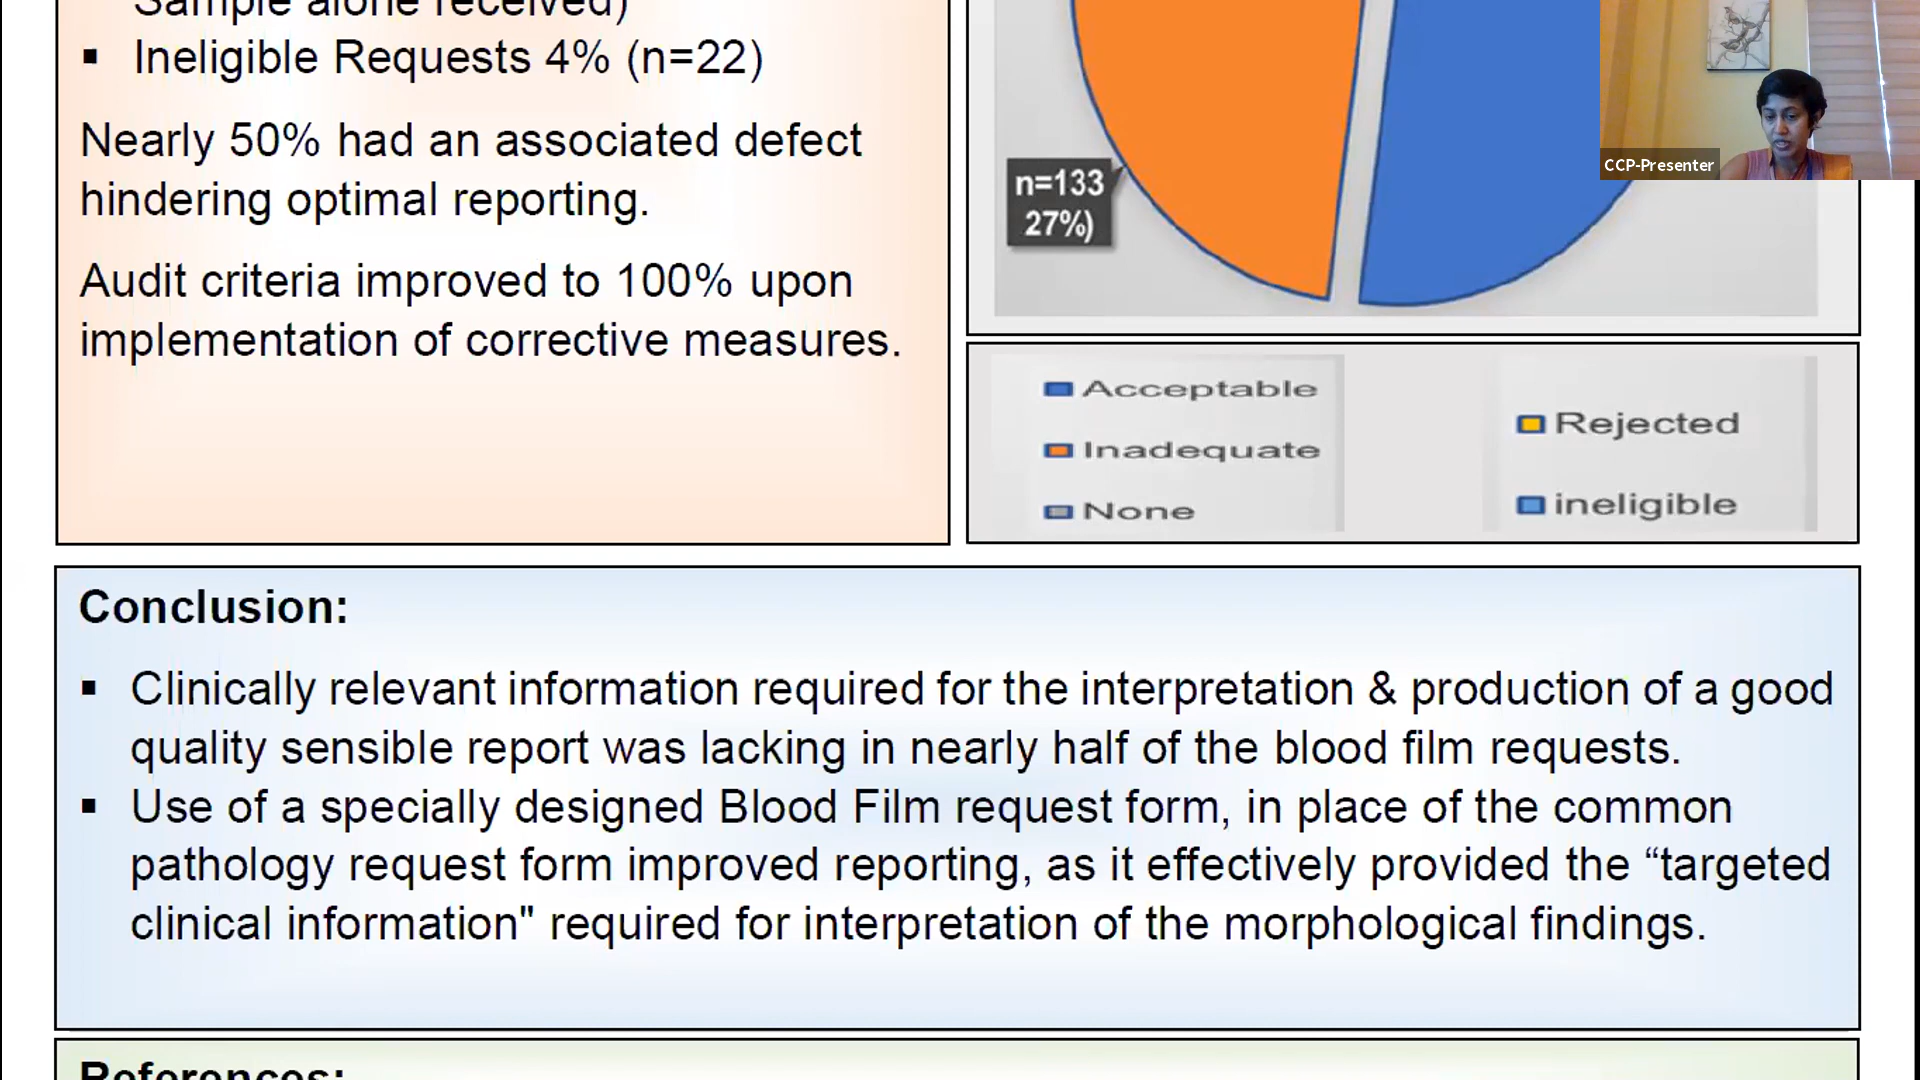 Sample alone received)
▪ Ineligible Requests 4% (n=22)
Nearly 50% had an associated defect
hindering optimal reporting.
Audit criteria improved to 100% upon
implementation of corrective measures.
n=133
27%)
CCP-Presenter
Acceptable
Inadequate
None
Rejected
ineligible
Conclusion:
▪ Clinically relevant information required for the interpretation & production of a good
quality sensible report was lacking in nearly half of the blood film requests.
▪ Use of a specially designed Blood Film request form, in place of the common
pathology request form improved reporting, as it effectively provided the “targeted
clinical information" required for interpretation of the morphological findings.
References: